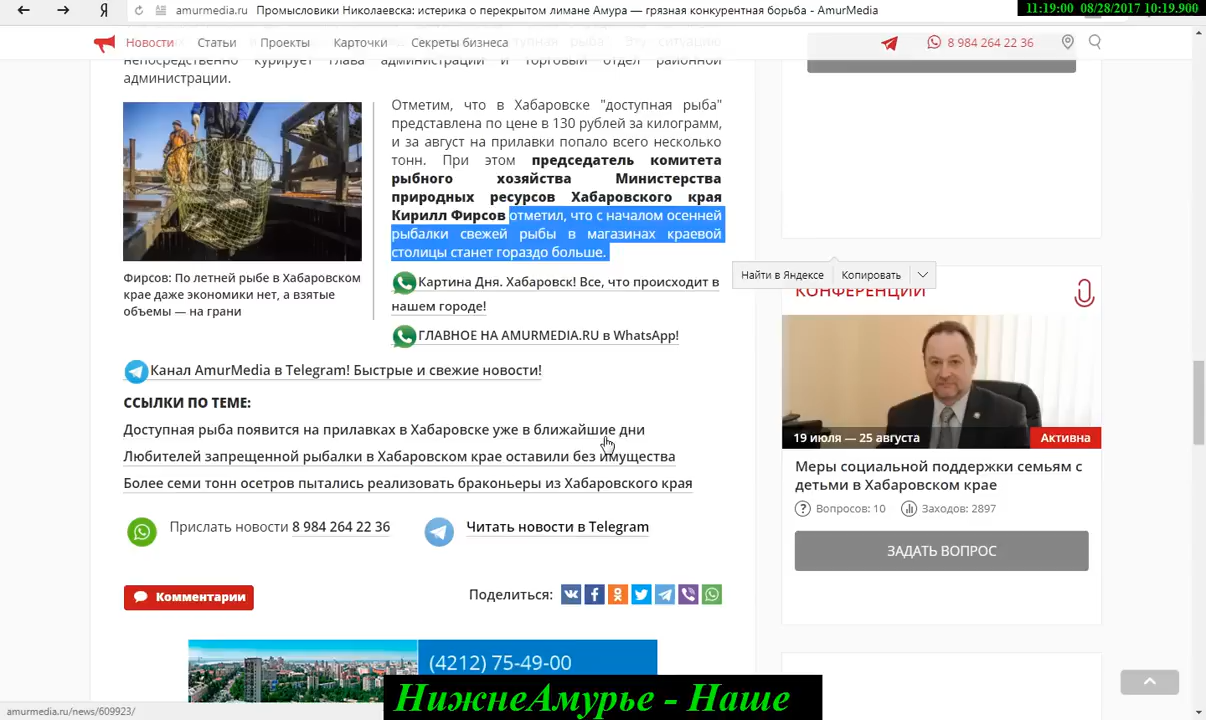 amurmedia.ru Промысловики Николаевска: истерика о перекрытом лимане Амура — грязная конкурентная борьба - AmurMedia
11:19:00 08/28/2017 10:19.900
Новости Статьи Проекты Карточки Секреты бизнеса
8 984 264 22 36
непосредственно курирует глава администрации и торговый отдел районной
администрации.
Отметим, что в Хабаровске "доступная рыба"
представлена по цене в 130 рублей за килограмм,
и за август на прилавки попало всего несколько
тонн. При этом председатель комитета
рыбного хозяйства Министерства
природных ресурсов Хабаровского края
Кирилл Фирсов отметил, что с началом осенней
рыбалки свежей рыбы в магазинах краевой
столицы станет гораздо больше.
Фирсов: По летней рыбе в Хабаровском
крае даже экономики нет, а взятые
объемы — на грани
Картина Дня. Хабаровск! Все, что происходит в
нашем городе!
ГЛАВНОЕ НА AMURMEDIA.RU в WhatsApp!
Канал AmurMedia в Telegram! Быстрые и свежие новости!
ССЫЛКИ ПО ТЕМЕ:
Доступная рыба появится на прилавках в Хабаровске уже в ближайшие дни
Любителей запрещенной рыбалки в Хабаровском крае оставили без имущества
Более семи тонн осетров пытались реализовать браконьеры из Хабаровского края
Прислать новости 8 984 264 22 36
Читать новости в Telegram
Комментарии
Поделиться:
(4212) 75-49-00
Найти в Яндексе Копировать
КОНФЕРЕНЦИИ
19 июля — 25 августа
Активна
Меры социальной поддержки семьям с
детьми в Хабаровском крае
Вопросов: 10 Заходов: 2897
ЗАДАТЬ ВОПРОС
amurmedia.ru/news/609923/
НижнеАмурье - Наше